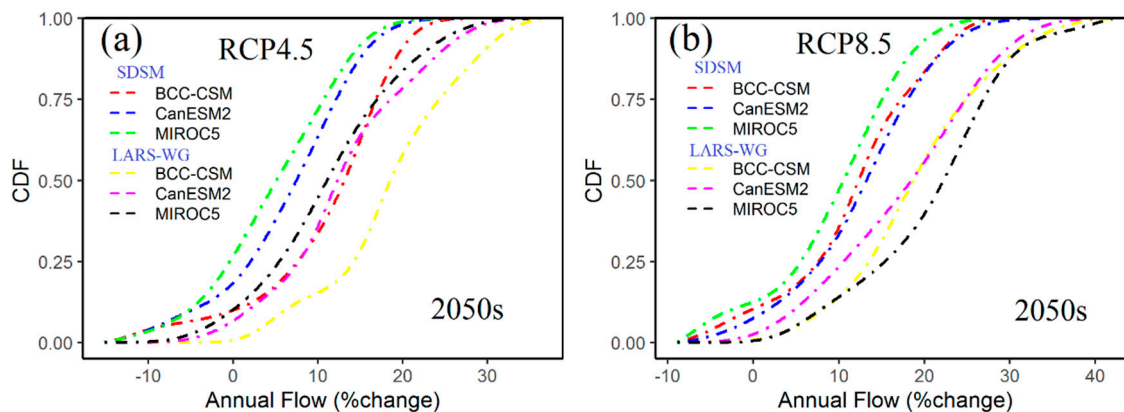 (a)
RCP4.5
SDSM
BCC-CSM
CanESM2
MIROC5
LARS-WG
BCC-CSM
CanESM2
MIROC5
2050s
1.00
0.75
0.50
0.25
0.00
CDF
-10
0
10
20
30
Annual Flow (%change)
(b)
RCP8.5
SDSM
BCC-CSM
CanESM2
MIROC5
LARS-WG
BCC-CSM
CanESM2
MIROC5
2050s
1.00
0.75
0.50
0.25
0.00
CDF
-10
0
10
20
30
40
Annual Flow (%change)